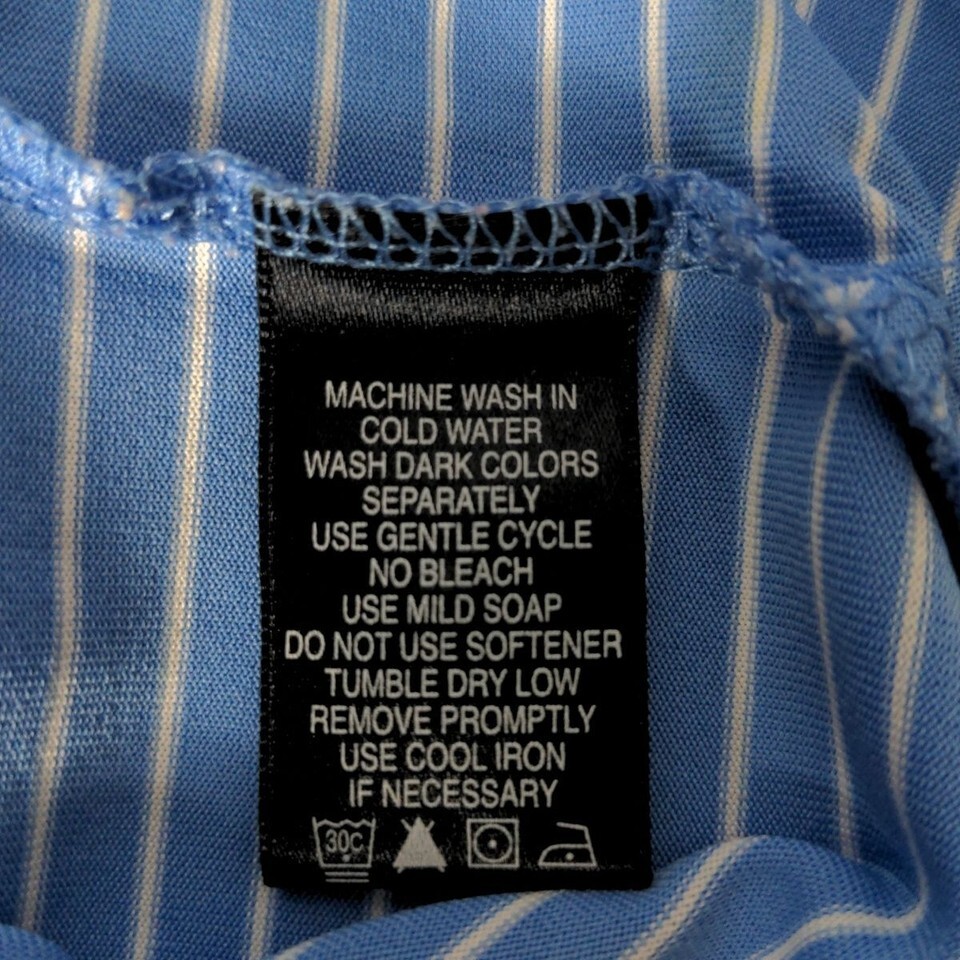 MACHINE WASH IN
COLD WATER
WASH DARK COLORS
SEPARATELY
USE GENTLE CYCLE
NO BLEACH
USE MILD SOAP
DO NOT USE SOFTENER
TUMBLE DRY LOW
REMOVE PROMPTLY
USE COOL IRON
IF NECESSARY
30C